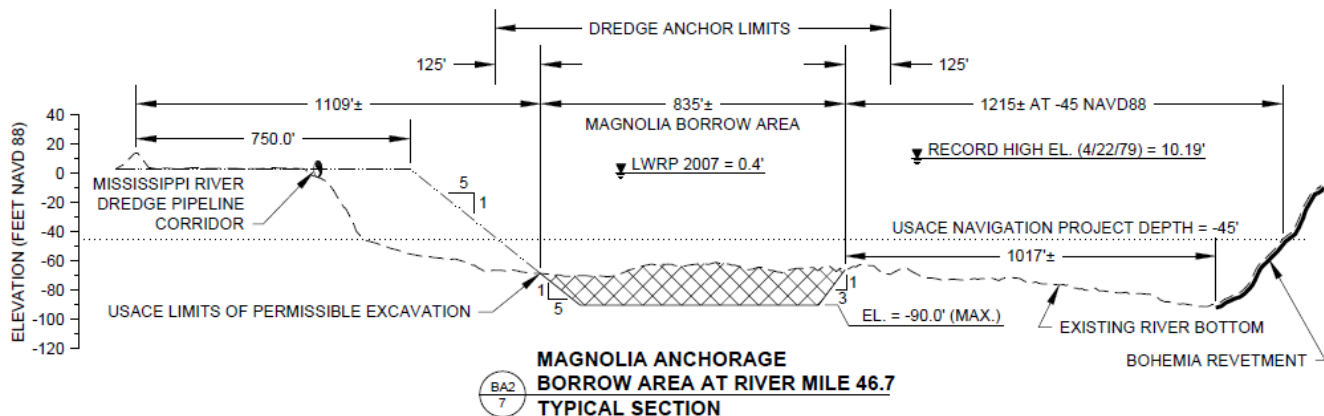 DREDGE ANCHOR LIMITS
125'
125'
1109'±
835'±
1215± AT -45 NAVD88
MAGNOLIA BORROW AREA
750.0'
LWRP 2007 = 0.4'
RECORD HIGH EL. (4/22/79) = 10.19'
ELEVATION (FEET NAVD 88)
40
20
0
-20
-40
-60
-80
-100
-120
MISSISSIPPI RIVER
DREDGE PIPELINE
CORRIDOR
5
1
USACE NAVIGATION PROJECT DEPTH = -45'
1017'±
USACE LIMITS OF PERMISSIBLE EXCAVATION
1
5
1
3
EL. = -90.0' (MAX.)
EXISTING RIVER BOTTOM
BOHEMIA REVETMENT
BA2
7
MAGNOLIA ANCHORAGE
BORROW AREA AT RIVER MILE 46.7
TYPICAL SECTION